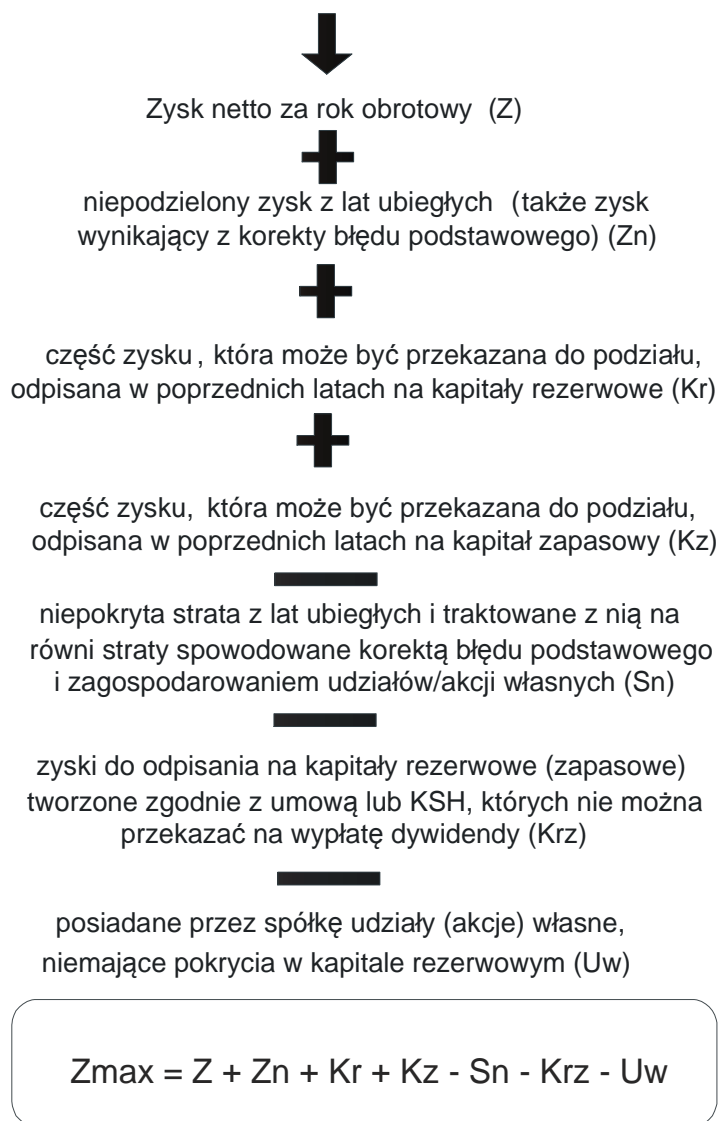 Zysk netto za rok obrotowy (Z)
niepodzielony zysk z lat ubiegłych (także zysk
wynikający z korekty błędu podstawowego) (Zn)
część zysku, która może być przekazana do podziału,
odpisana w poprzednich latach na kapitały rezerwowe (Kr)
część zysku, która może być przekazana do podziału,
odpisana w poprzednich latach na kapitał zapasowy (Kz)
niepokryta strata z lat ubiegłych i traktowane z nią na
równi straty spowodowane korektą błędu podstawowego
i zagospodarowaniem udziałów/akcji własnych (Sn)
zyski do odpisania na kapitały rezerwowe (zapasowe)
tworzone zgodnie z umową lub KSH, których nie można
przekazać na wypłatę dywidendy (Krz)
posiadane przez spółkę udziały (akcje) własne,
niemające pokrycia w kapitale rezerwowym (Uw)
Zmax = Z + Zn + Kr + Kz - Sn - Krz - Uw